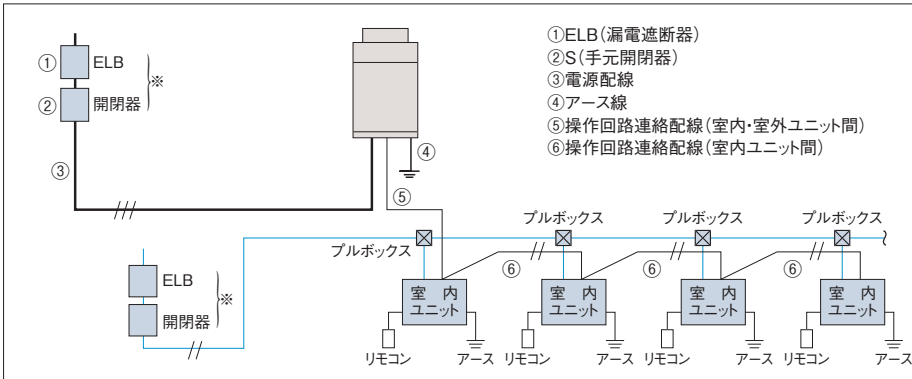 ①ELB(漏電遮断器)
②S(手元開閉器)
③電源配線
④アース線
⑤操作回路連絡配線(室内・室外ユニット間)
⑥操作回路連絡配線(室内ユニット間)
① ELB
② 開閉器
※
③
④
⑤
プルボックス
プルボックス
プルボックス
プルボックス
⑥
⑥
⑥
ELB
開閉器
※
室 内
ユニット
室 内
ユニット
室 内
ユニット
室 内
ユニット
リモコン
アース
リモコン
アース
リモコン
アース
リモコン
アース